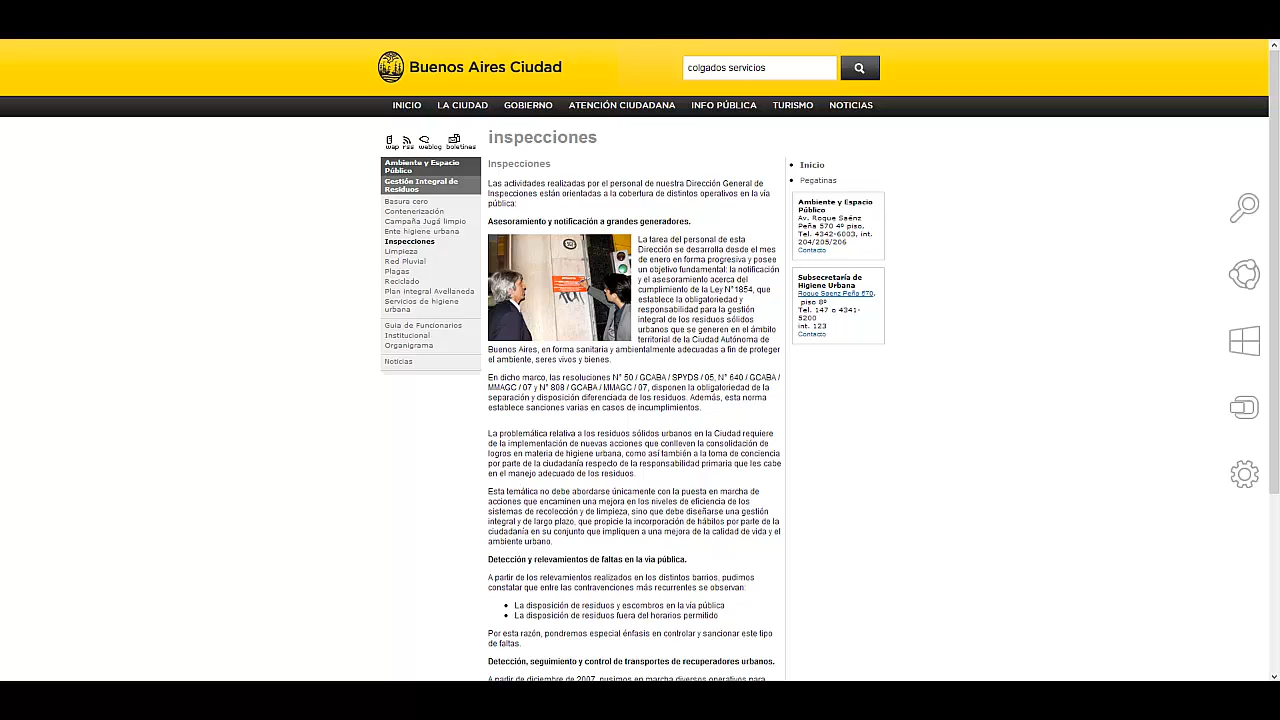 Buenos Aires Ciudad
colgados servicios
INICIO LA CIUDAD GOBIERNO ATENCIÓN CIUDADANA INFO PÚBLICA TURISMO NOTICIAS
wap rss weblog boletines
Ambiente y Espacio
Público
Gestión Integral de
Residuos
Basura cero
Contenerización
Campaña Jugá limpio
Ente higiene urbana
Inspecciones
Limpieza
Red Pluvial
Plagas
Reciclado
Plan integral Avellaneda
Servicios de higiene
urbana
Guia de Funcionarios
Institucional
Organigrama
Noticias
inspecciones
Inspecciones
Las actividades realizadas por el personal de nuestra Dirección General de
Inspecciones están orientadas a la cobertura de distintos operativos en la vía
pública:
Asesoramiento y notificación a grandes generadores.
La tarea del personal de esta
Dirección se desarrolla desde el mes
de enero en forma progresiva y posee
un objetivo fundamental: la notificación
y el asesoramiento acerca del
cumplimiento de la Ley N°1854, que
establece la obligatoriedad y
responsabilidad para la gestión
integral de los residuos sólidos
urbanos que se generen en el ámbito
territorial de la Ciudad Autónoma de
Buenos Aires, en forma sanitaria y ambientalmente adecuadas a fin de proteger
el ambiente, seres vivos y bienes.
En dicho marco, las resoluciones N° 50 / GCABA / SPYDS / 05, N° 640 / GCABA /
MMAGC / 07 y N° 808 / GCABA / MMAGC / 07, disponen la obligatoriedad de la
separación y disposición diferenciada de los residuos. Además, esta norma
establece sanciones varias en casos de incumplimientos.
La problemática relativa a los residuos sólidos urbanos en la Ciudad requiere
de la implementación de nuevas acciones que conlleven la consolidación de
logros en materia de higiene urbana, como así también a la toma de conciencia
por parte de la ciudadanía respecto de la responsabilidad primaria que les cabe
en el manejo adecuado de los residuos.
Esta temática no debe abordarse únicamente con la puesta en marcha de
acciones que encaminen una mejora en los niveles de eficiencia de los
sistemas de recolección y de limpieza, sino que debe diseñarse una gestión
integral y de largo plazo, que propicie la incorporación de hábitos por parte de la
ciudadanía en su conjunto que impliquen a una mejora de la calidad de vida y el
ambiente urbano.
Detección y relevamientos de faltas en la vía pública.
A partir de los relevamientos realizados en los distintos barrios, pudimos
constatar que entre las contravenciones más recurrentes se observan:
• La disposición de residuos y escombros en la vía pública
• La disposición de residuos fuera del horarios permitido
Por esta razón, pondremos especial énfasis en controlar y sancionar este tipo
de faltas.
Detección, seguimiento y control de transportes de recuperadores urbanos.
A partir de diciembre de 2007, pusimos en marcha diversos operativos para
• Inicio
• Pegatinas
Ambiente y Espacio
Público
Av. Roque Saénz
Peña 570 4º piso.
Tel. 4342-6003, int.
204/205/206
Contacto
Subsecretaría de
Higiene Urbana
Roque Saenz Peña 570,
piso 8º
Tel. 147 o 4341-
5200
int. 123
Contacto